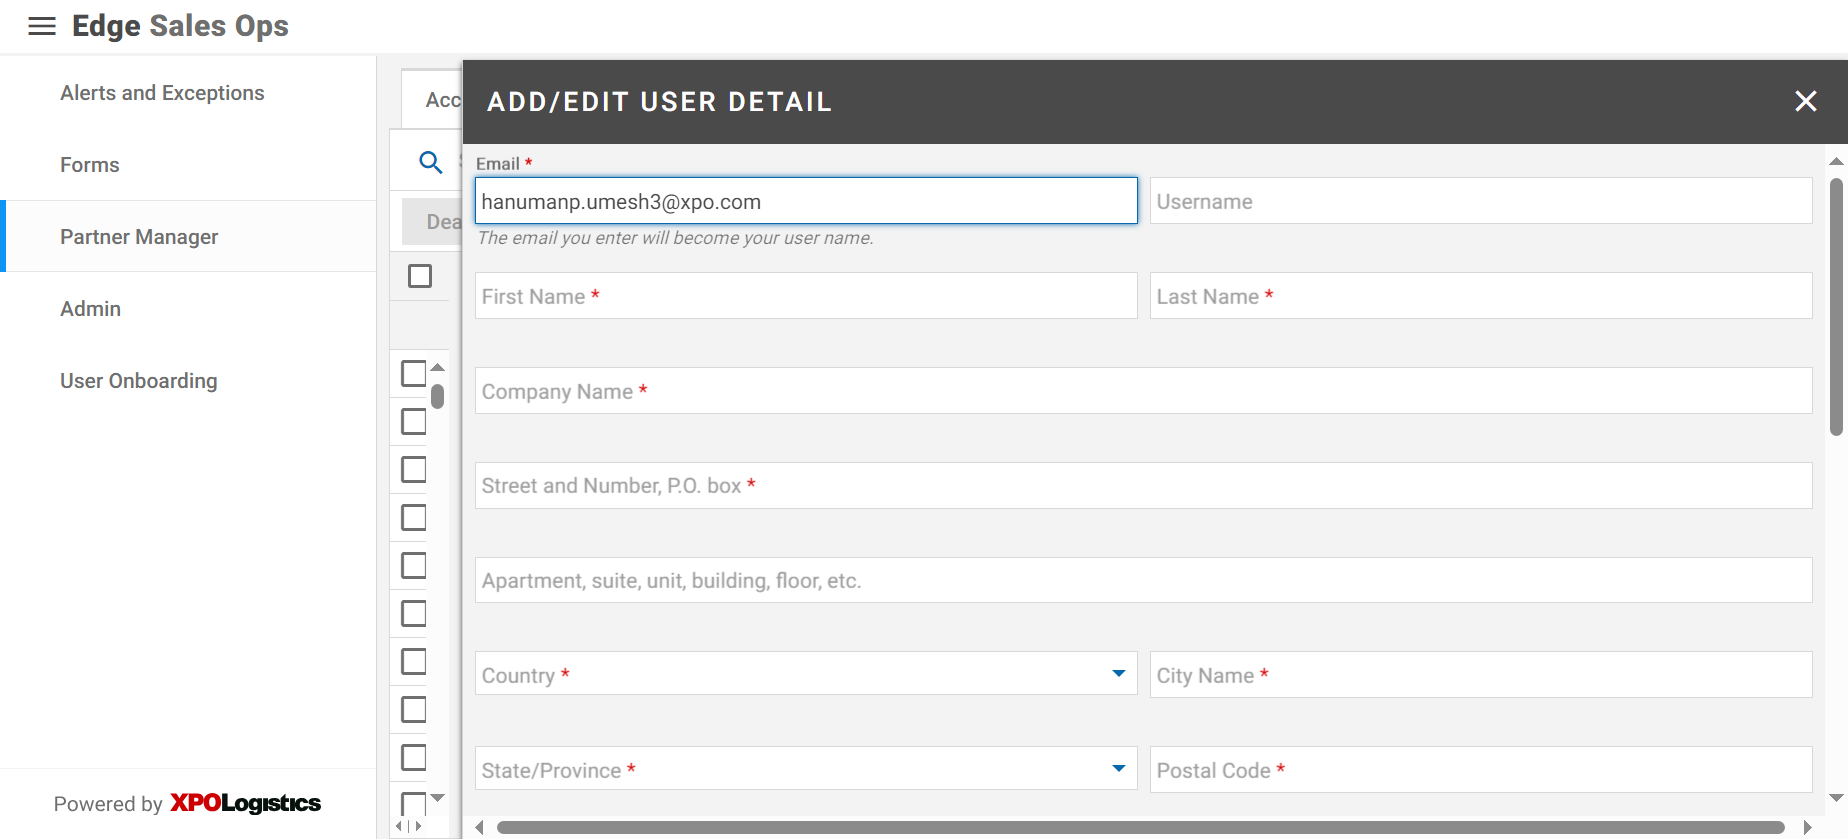 Edge Sales Ops
Alerts and Exceptions
Forms
Partner Manager
Admin
User Onboarding
Powered by XPOLogistics
Acc
Dea
ADD/EDIT USER DETAIL
Email *
hanumanp.umesh3@xpo.com
Username
The email you enter will become your user name.
First Name *
Last Name *
Company Name *
Street and Number, P.O. box *
Apartment, suite, unit, building, floor, etc.
Country *
City Name *
State/Province *
Postal Code *